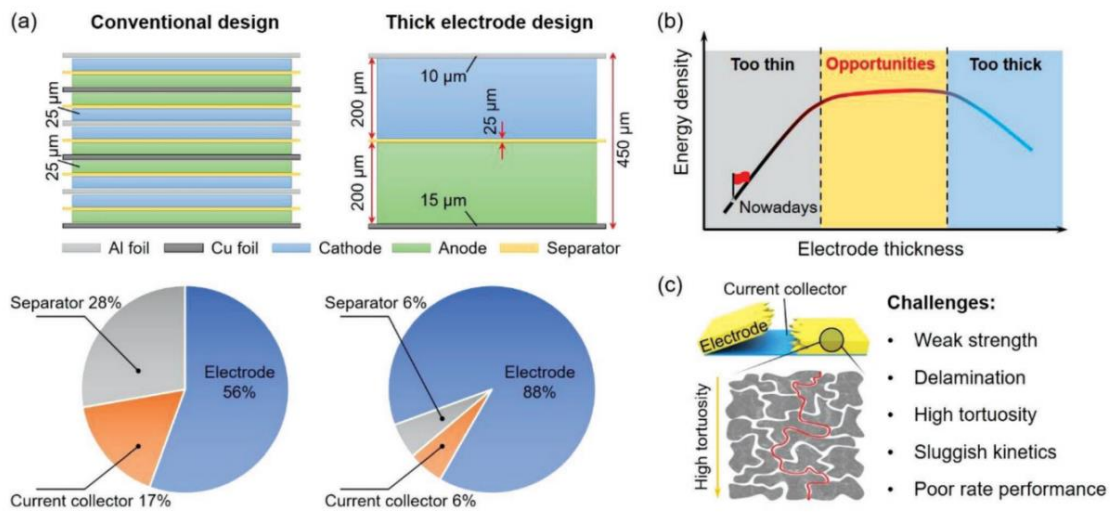 (a)
Conventional design
Thick electrode design
25 μm
25 μm
10 μm
200 μm
25 μm
200 μm
15 μm
450 μm
Al foil
Cu foil
Cathode
Anode
Separator
Separator 28%
Electrode
56%
Current collector 17%
Separator 6%
Electrode
88%
Current collector 6%
(b)
Energy density
Too thin
Opportunities
Too thick
Nowadays
Electrode thickness
(c)
Current collector
Electrode
High tortuosity
Challenges:
• Weak strength
• Delamination
• High tortuosity
• Sluggish kinetics
• Poor rate performance